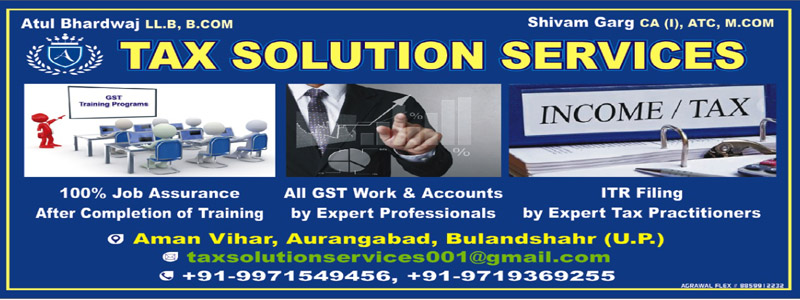 Atul Bhardwaj LL.B, B.COM
Shivam Garg CA (I), ATC, M.COM
A
TAX SOLUTION SERVICES
GST
Training Programs
%
%
%
INCOME / TAX
100% Job Assurance
After Completion of Training
All GST Work & Accounts
by Expert Professionals
ITR Filing
by Expert Tax Practitioners
Aman Vihar, Aurangabad, Bulandshahr (U.P.)
taxsolutionservices001@gmail.com
+91-9971549456, +91-9719369255
AGRAWAL FLEX # 8859912232